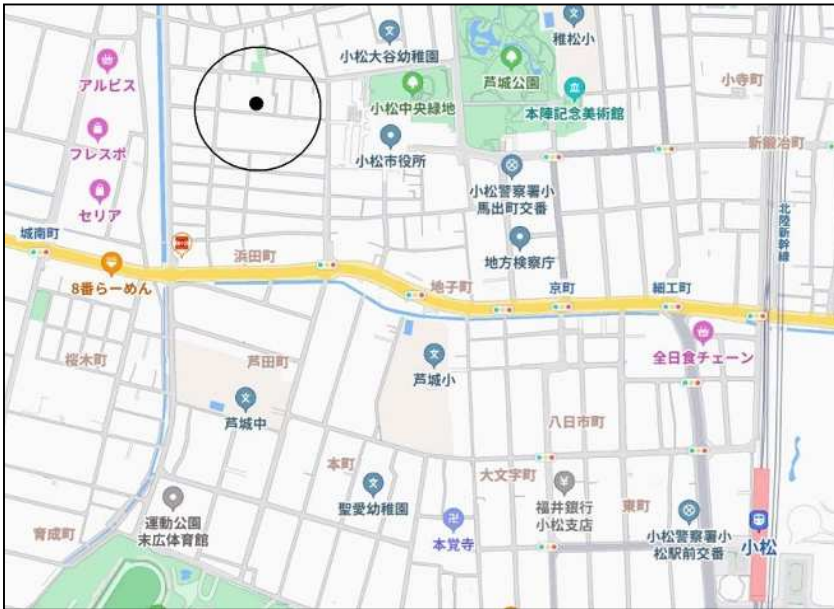 稚松小
小松大谷幼稚園
アルビス
芦城公園
小寺町
小松中央緑地
本陣記念美術館
フレスポ
新鍛冶町
小松市役所
小松警察署小
馬出町交番
セリア
北陸新幹線
城南町
浜田町
地方検察庁
8番らーめん
地子町
京町
細工町
全日食チェーン
桜木町
芦田町
芦城小
芦城中
八日市町
本町
大文字町
聖愛幼稚園
福井銀行
小松支店
東町
運動公園
末広体育館
育成町
本覚寺
小松警察署小
松駅前交番
小松